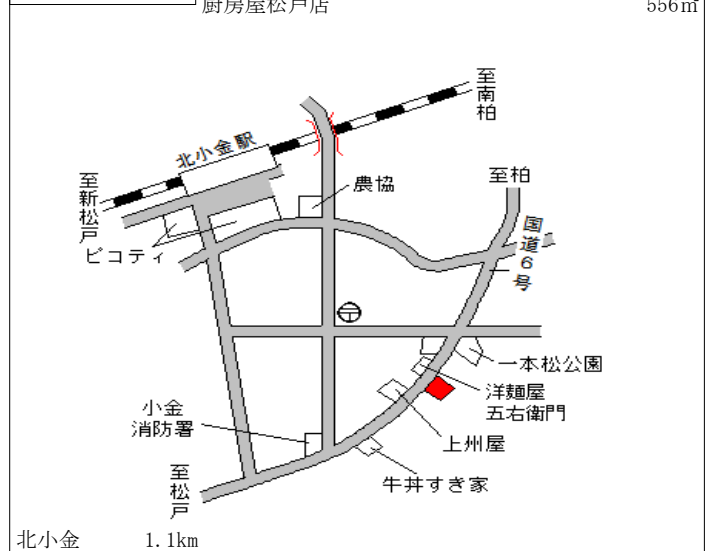 厨房屋松戸店 556㎡
至南柏
北小金駅
農協
至柏
至新松戸
ピコティ
国道6号
〒
一本松公園
洋麺屋
五右衛門
小金
消防署
上州屋
牛丼すき家
至松戸
北小金 1.1km